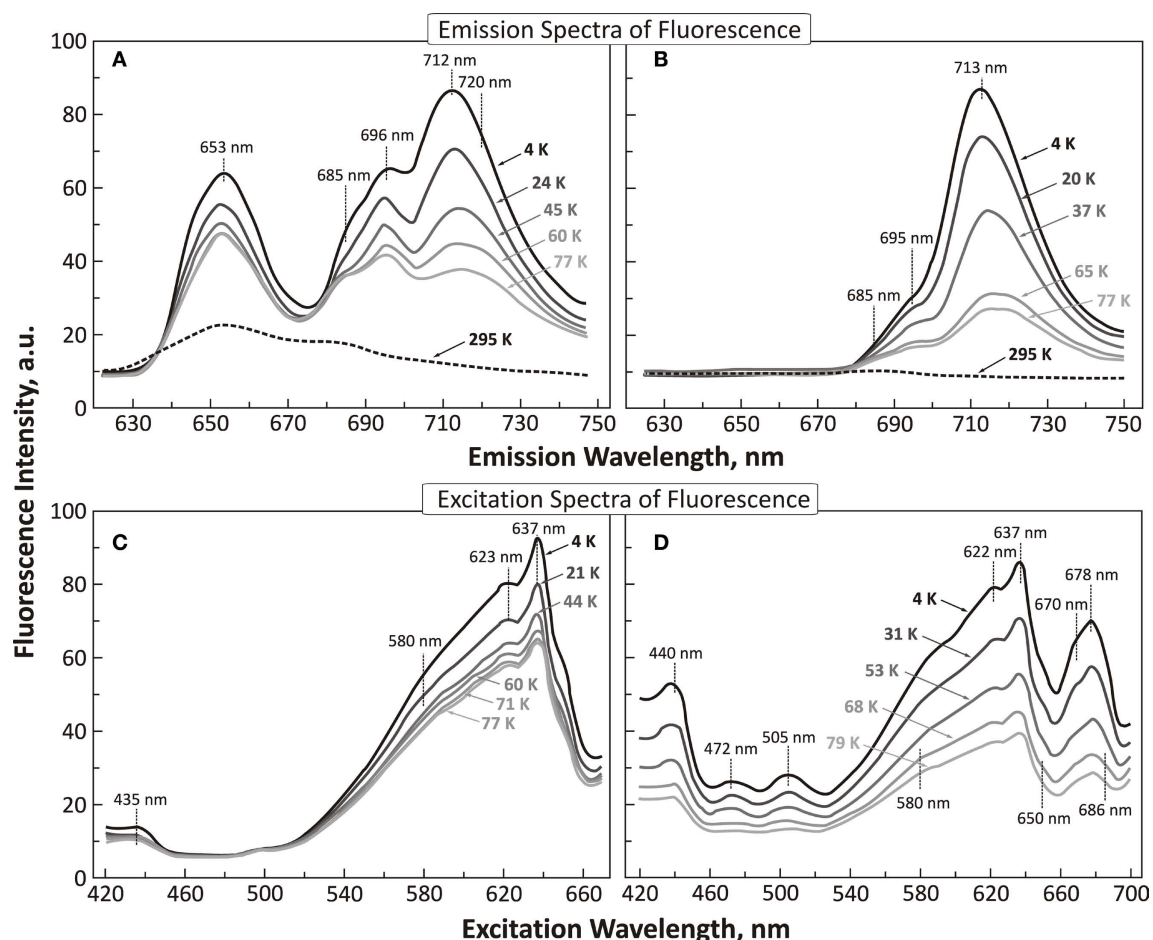 Emission Spectra of Fluorescence
A
B
712 nm
720 nm
696 nm
653 nm
685 nm
4 K
24 K
45 K
60 K
77 K
295 K
713 nm
695 nm
685 nm
4 K
20 K
37 K
65 K
77 K
295 K
100
80
60
40
20
0
630 650 670 690 710 730 750
630 650 670 690 710 730 750
Emission Wavelength, nm
Fluorescence Intensity, a.u.
Excitation Spectra of Fluorescence
C
D
637 nm
623 nm
580 nm
435 nm
4 K
21 K
44 K
60 K
71 K
77 K
637 nm
622 nm
678 nm
670 nm
440 nm
472 nm
505 nm
580 nm
650 nm
686 nm
4 K
31 K
53 K
68 K
79 K
100
80
60
40
20
0
420 460 500 540 580 620 660
420 460 500 540 580 620 660 700
Excitation Wavelength, nm